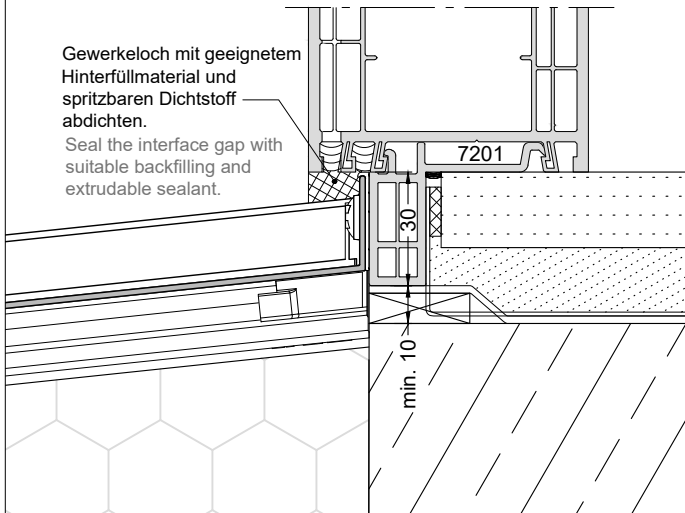 Gewerkeloch mit geeignetem
Hinterfüllmaterial und
spritzbaren Dichtstoff
abdichten.
Seal the interface gap with
suitable backfilling and
extrudable sealant.
7201
30
min. 10